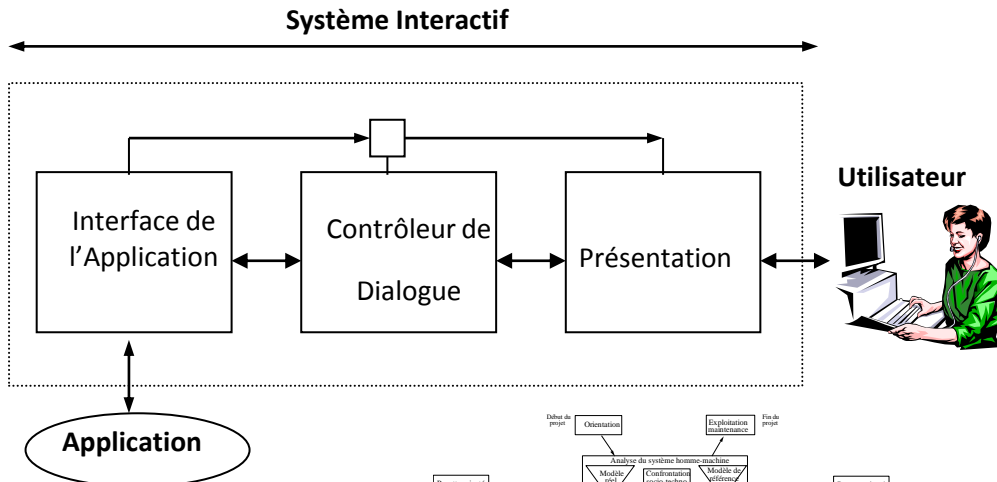 Système Interactif
Interface de
l’Application
Contrôleur de
Dialogue
Présentation
Utilisateur
Application
Début du
projet
Orientation
Exploitation
maintenance
Fin du
projet
Analyse du système homme-machine
Modèle
réel
Confrontation
socio-techno
Modèle de
référence